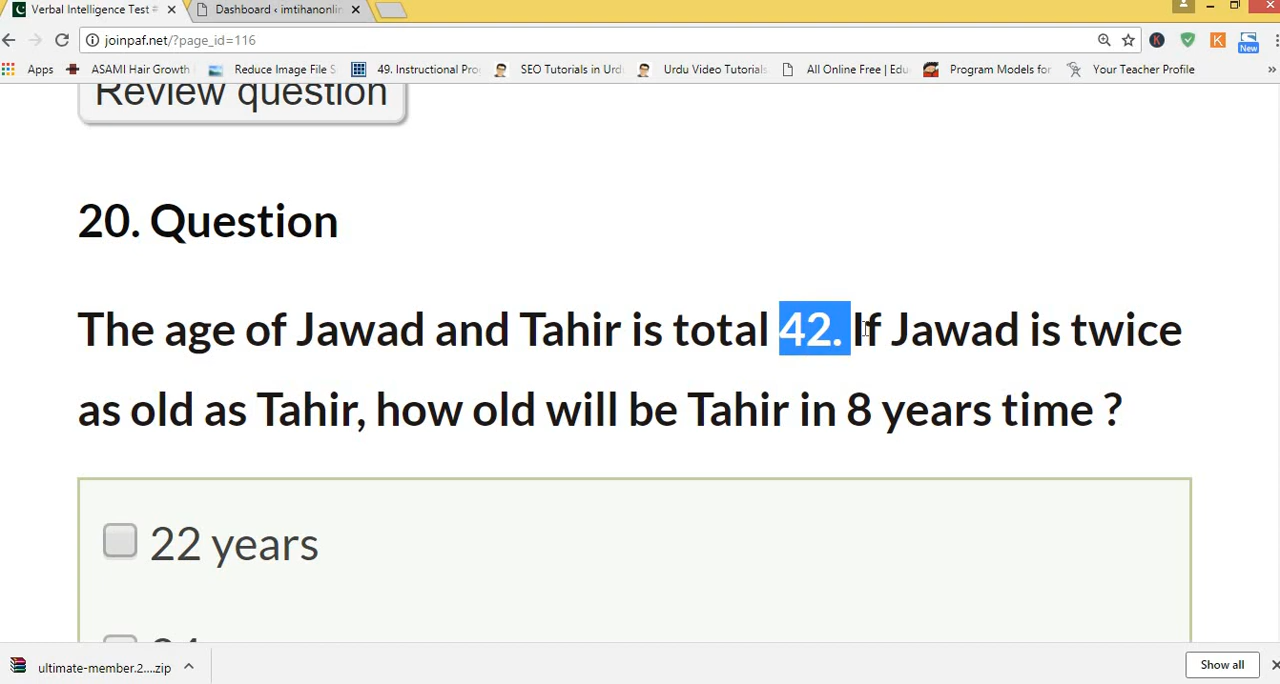 Verbal Intelligence Test
Dashboard ‹ imtihanonlin
joinpaf.net/?page_id=116
Apps ASAMI Hair Growth Reduce Image File S 49. Instructional Pro SEO Tutorials in Urd Urdu Video Tutorials All Online Free | Edu Program Models for Your Teacher Profile »
New
Review question
20. Question
The age of Jawad and Tahir is total 42. If Jawad is twice
as old as Tahir, how old will be Tahir in 8 years time ?
22 years
ultimate-member.2....zip
Show all